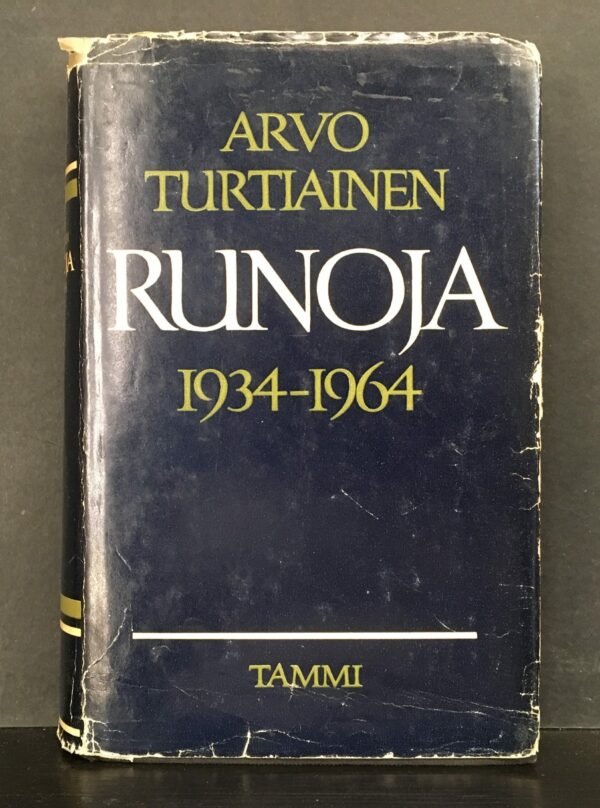 ARVO
TURTIAINEN
RUNOJA
1934-1964
TAMMI